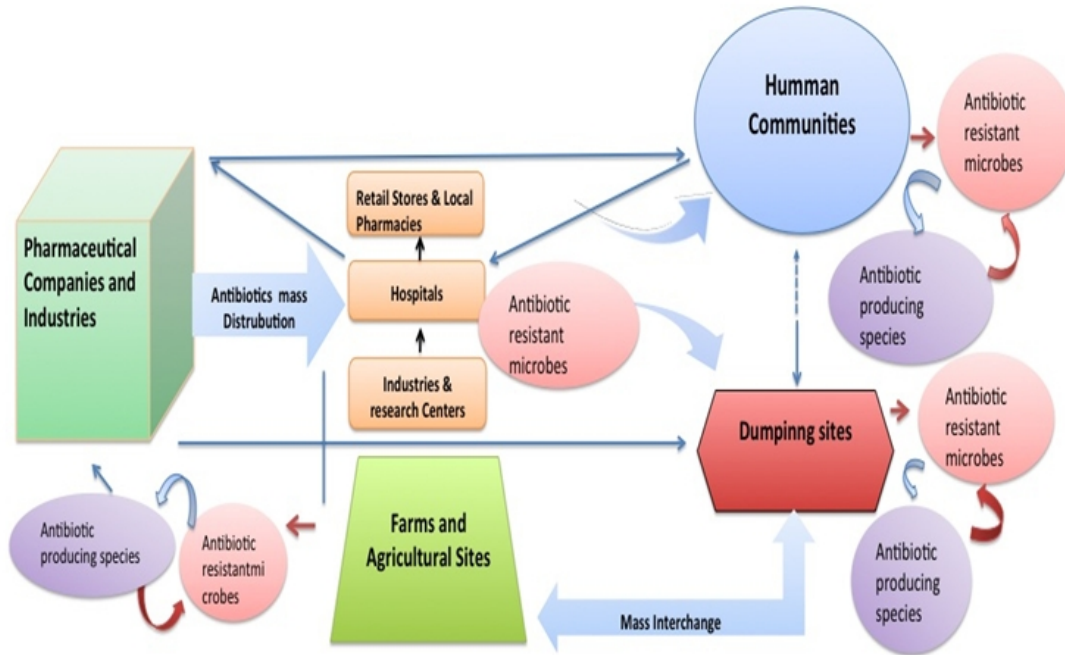 Humman
Communities
Antibiotic
resistant
microbes
Retail Stores & Local
Pharmacies
Pharmaceutical
Companies and
Industries
Antibiotics mass
Distrubution
Hospitals
Antibiotic
resistant
microbes
Antibiotic
producing
species
Industries &
research Centers
Dumpinng sites
Antibiotic
resistant
microbes
Antibiotic
producing species
Antibiotic
resistantmi
crobes
Farms and
Agricultural Sites
Antibiotic
producing
species
Mass Interchange